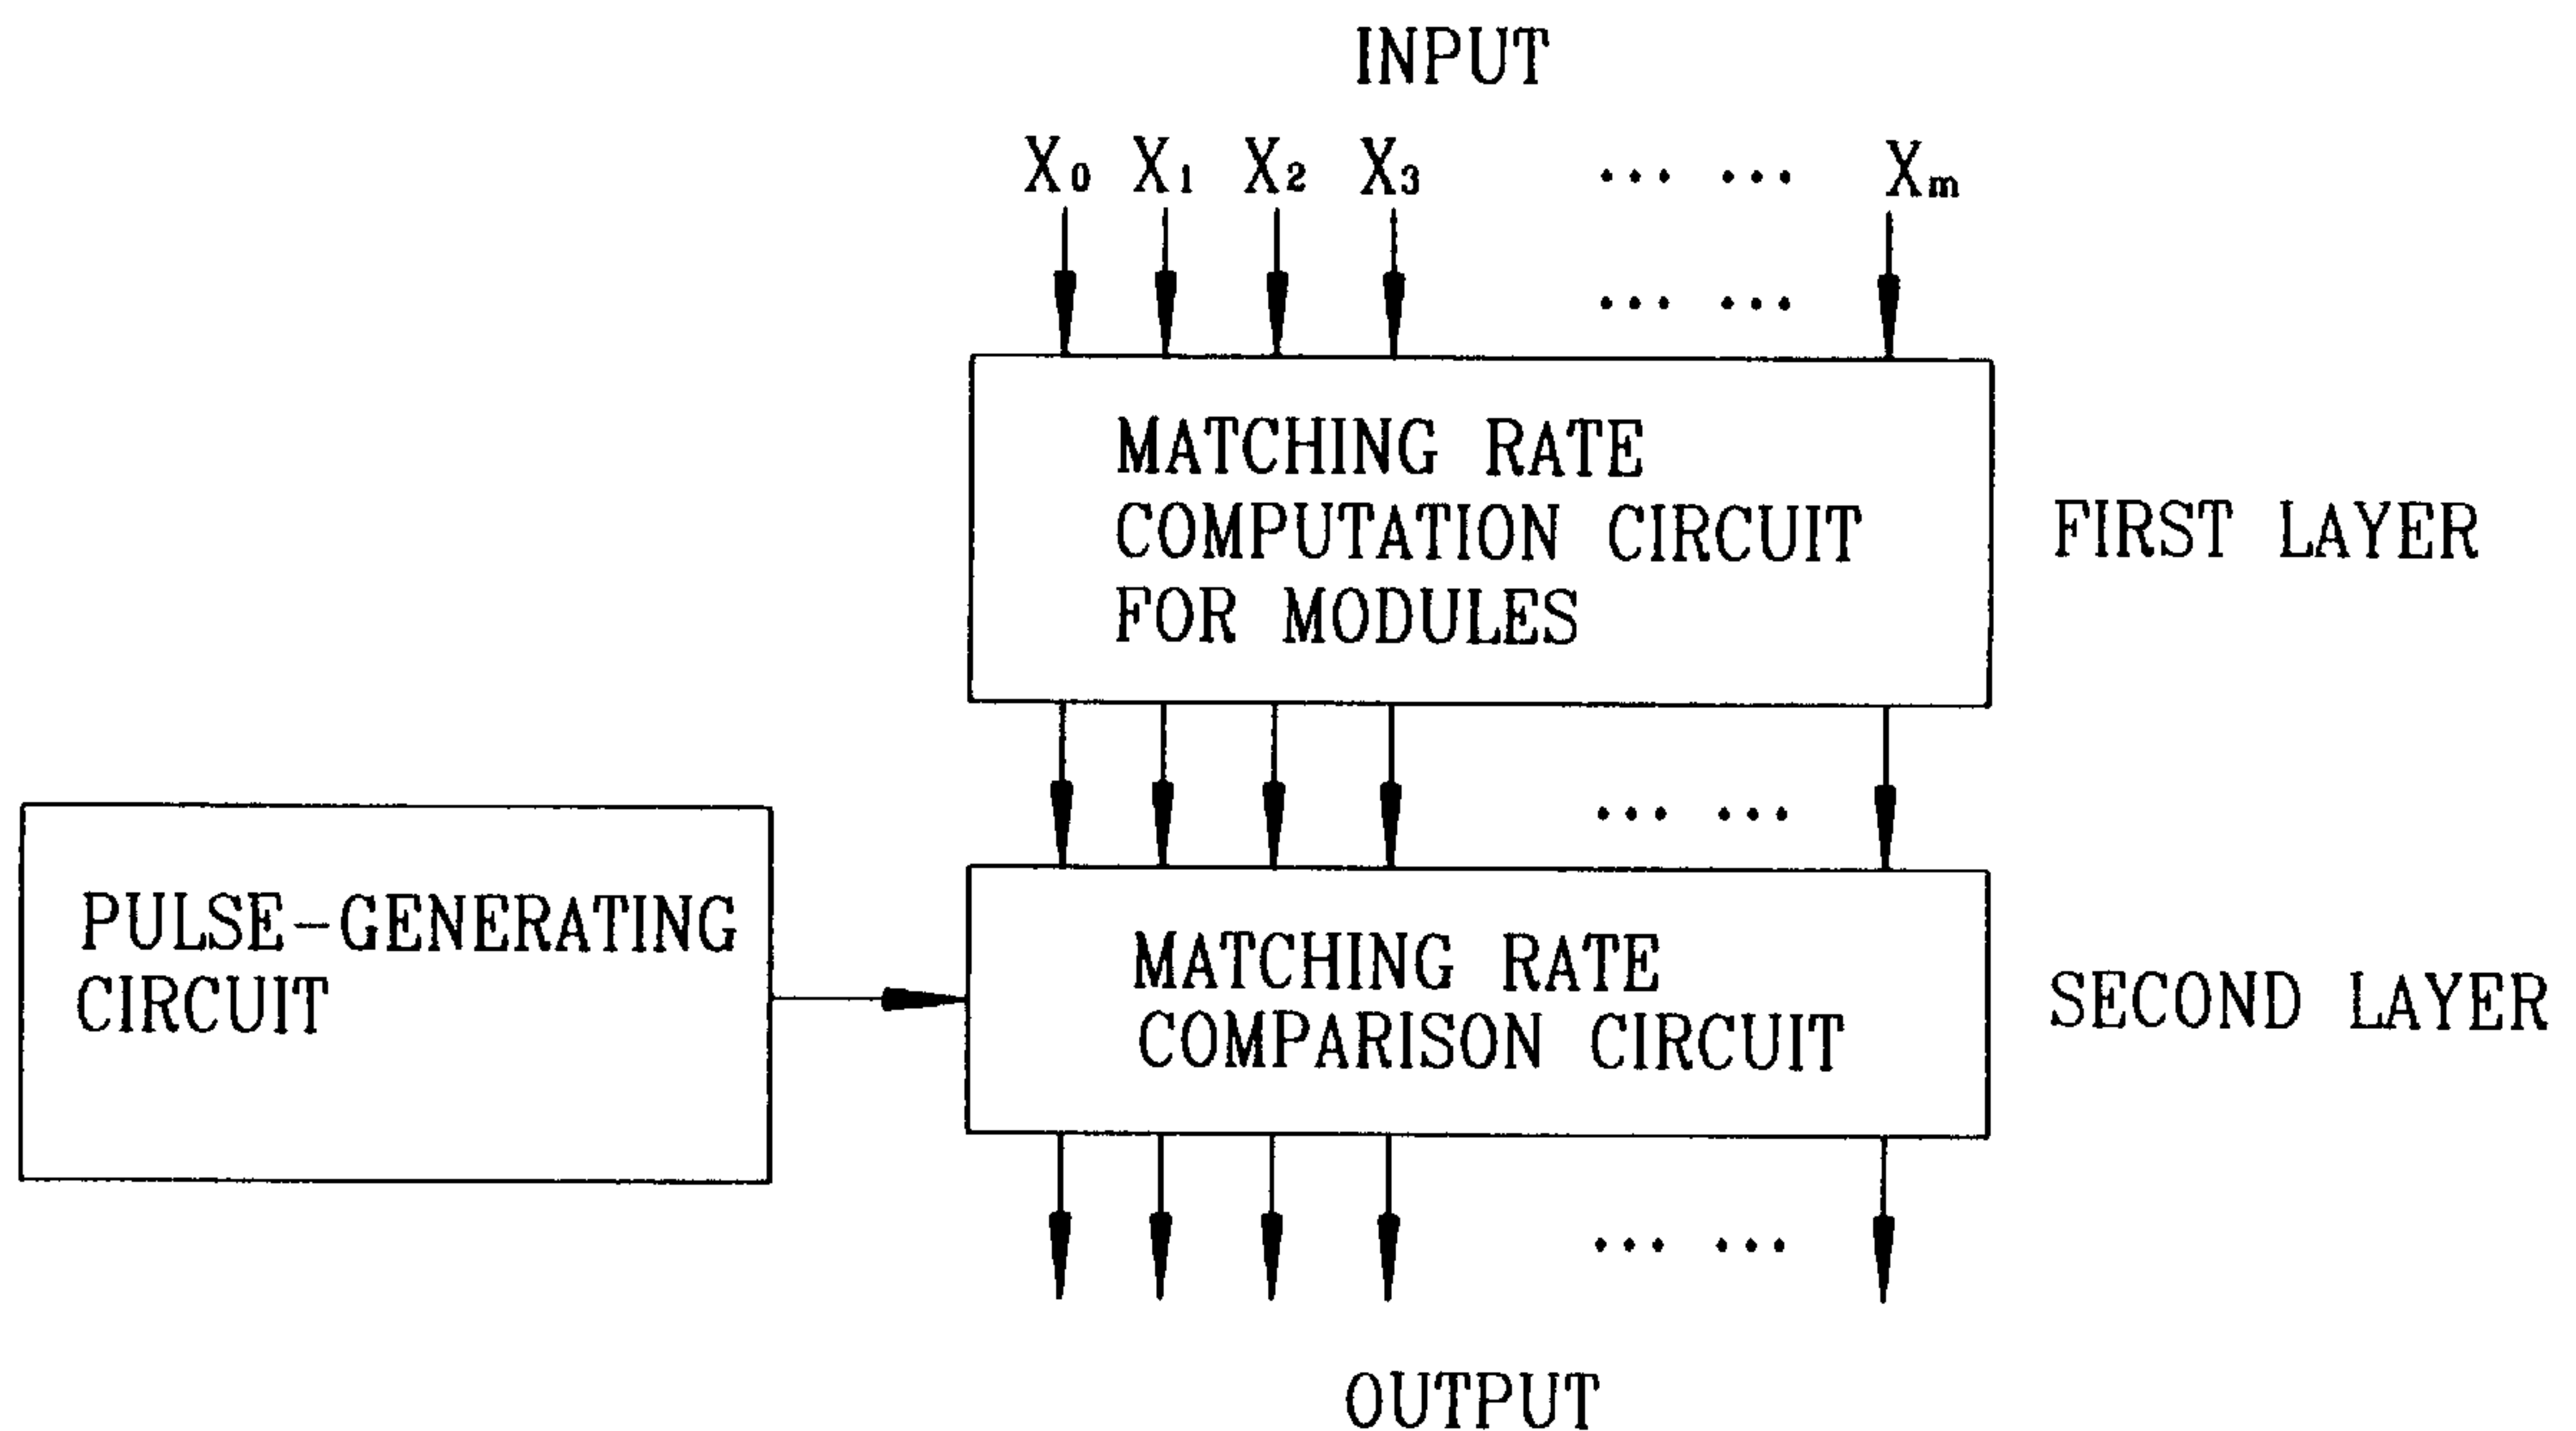 INPUT
X0 X1 X2 X3 ... ... Xm
... ...
MATCHING RATE
COMPUTATION CIRCUIT
FOR MODULES
FIRST LAYER
... ...
PULSE-GENERATING
CIRCUIT
MATCHING RATE
COMPARISON CIRCUIT
SECOND LAYER
... ...
OUTPUT